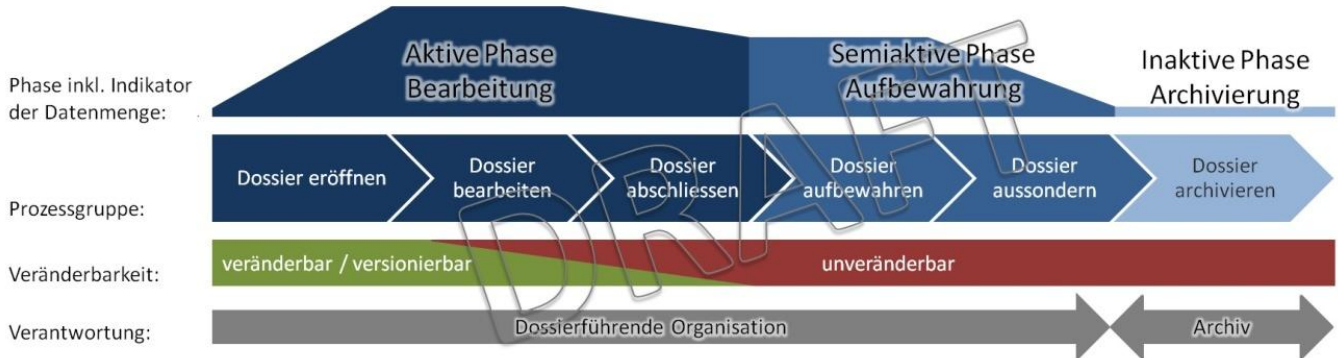 Phase inkl. Indikator
der Datenmenge:
Aktive Phase
Bearbeitung
Semiaktive Phase
Aufbewahrung
Inaktive Phase
Archivierung
Prozessgruppe:
Dossier eröffnen
Dossier
bearbeiten
Dossier
abschliessen
Dossier
aufbewahren
Dossier
aussondern
Dossier
archivieren
Veränderbarkeit:
veränderbar / versionierbar
unveränderbar
Verantwortung:
Dossierführende Organisation
Archiv
DRAFT